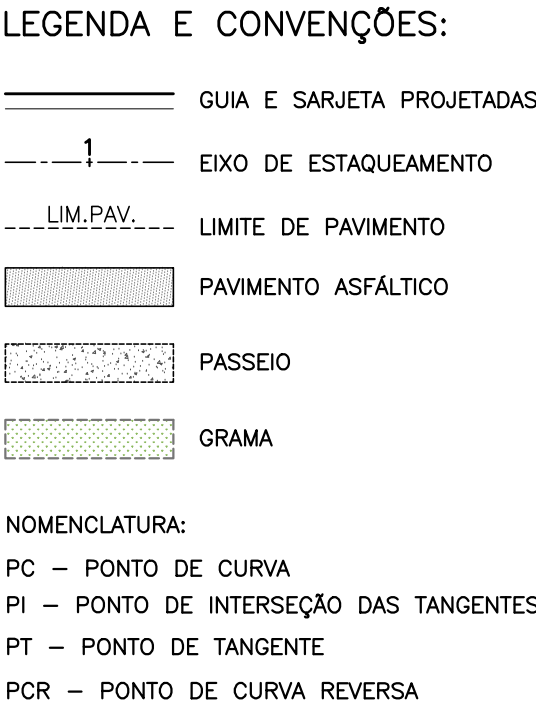 LEGENDA E CONVENÇÕES:
GUIA E SARJETA PROJETADAS
1
EIXO DE ESTAQUEAMENTO
LIM.PAV.
LIMITE DE PAVIMENTO
PAVIMENTO ASFÁLTICO
PASSEIO
GRAMA
NOMENCLATURA:
PC – PONTO DE CURVA
PI – PONTO DE INTERSEÇÃO DAS TANGENTES
PT – PONTO DE TANGENTE
PCR – PONTO DE CURVA REVERSA